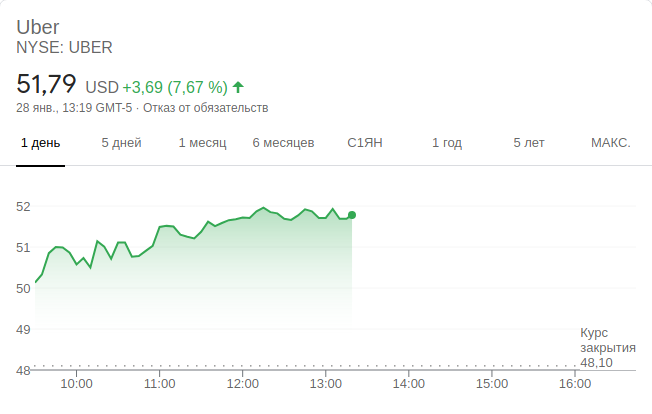 Uber
NYSE: UBER
51,79 USD +3,69 (7,67 %)
28 янв., 13:19 GMT-5 · Отказ от обязательств
1 день 5 дней 1 месяц 6 месяцев С1ЯН 1 год 5 лет МАКС.
52
51
50
49
Курс
закрытия
48,10
48
10:00 11:00 12:00 13:00 14:00 15:00 16:00